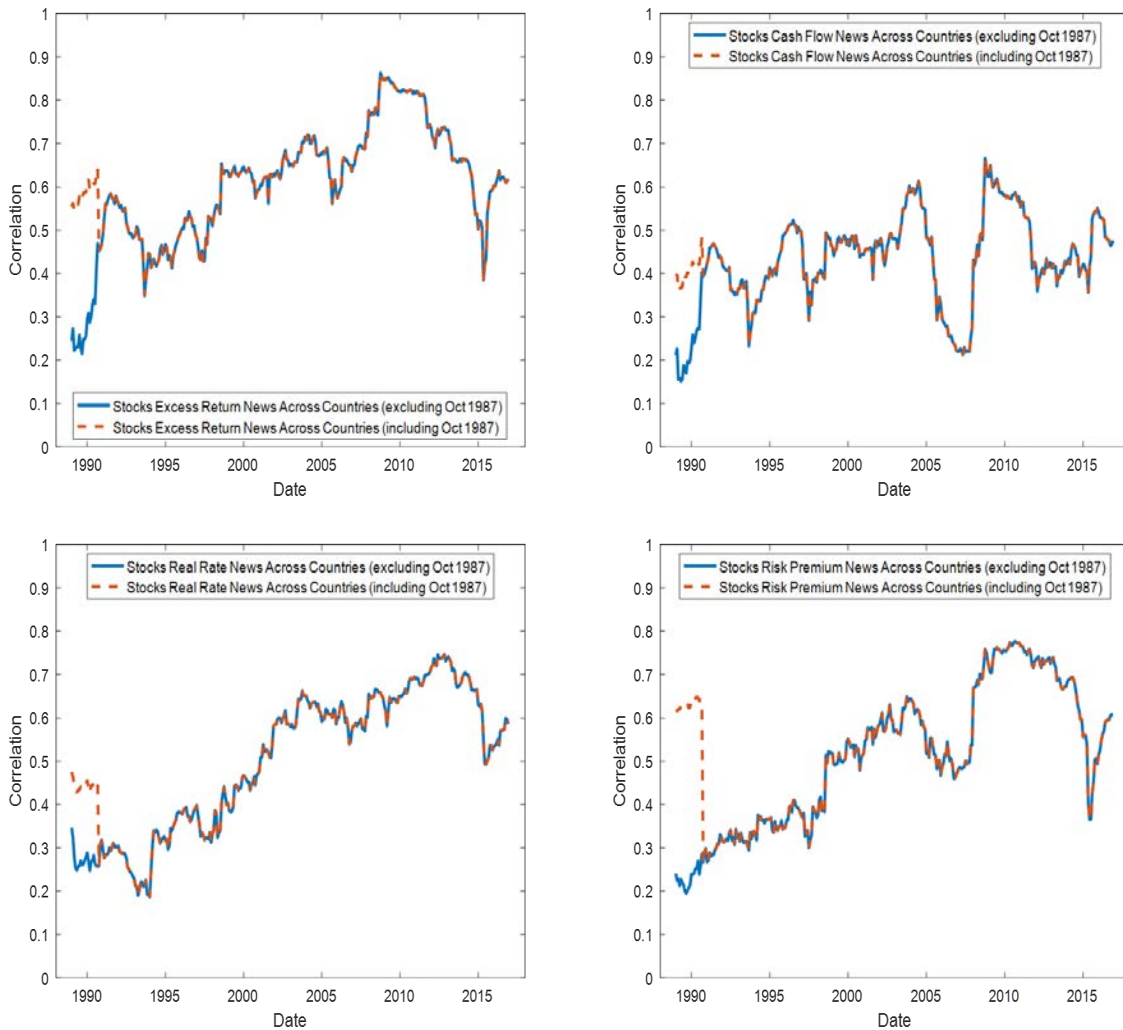 1
0.9
0.8
0.7
0.6
0.5
0.4
0.3
0.2
0.1
0
Correlation
Stocks Excess Return News Across Countries (excluding Oct 1987)
Stocks Excess Return News Across Countries (including Oct 1987)
1990 1995 2000 2005 2010 2015
Date
1
0.9
0.8
0.7
0.6
0.5
0.4
0.3
0.2
0.1
0
Correlation
Stocks Cash Flow News Across Countries (excluding Oct 1987)
Stocks Cash Flow News Across Countries (including Oct 1987)
1990 1995 2000 2005 2010 2015
Date
1
0.9
0.8
0.7
0.6
0.5
0.4
0.3
0.2
0.1
0
Correlation
Stocks Real Rate News Across Countries (excluding Oct 1987)
Stocks Real Rate News Across Countries (including Oct 1987)
1990 1995 2000 2005 2010 2015
Date
1
0.9
0.8
0.7
0.6
0.5
0.4
0.3
0.2
0.1
0
Correlation
Stocks Risk Premium News Across Countries (excluding Oct 1987)
Stocks Risk Premium News Across Countries (including Oct 1987)
1990 1995 2000 2005 2010 2015
Date